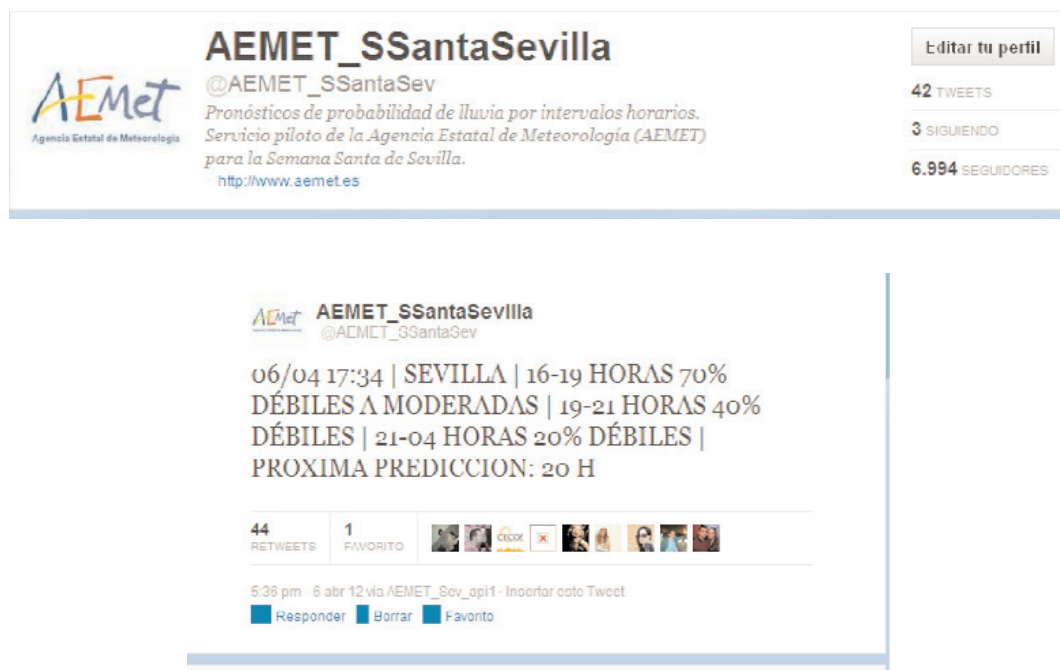 AEMet
Agencia Estatal de Meteorología
AEMET_SSantaSevilla
@AEMET_SSantaSev
Pronósticos de probabilidad de lluvia por intervalos horarios.
Servicio piloto de la Agencia Estatal de Meteorología (AEMET)
para la Semana Santa de Sevilla.
http://www.aemet.es
Editar tu perfil
42 TWEETS
3 SIGUIENDO
6.994 SEGUIDORES
AEMet
AEMET_SSantaSevilla
@AEMET_SSantaSev
06/04 17:34 | SEVILLA | 16-19 HORAS 70%
DÉBILES A MODERADAS | 19-21 HORAS 40%
DÉBILES | 21-04 HORAS 20% DÉBILES |
PROXIMA PREDICCION: 20 H
44
RETWEETS
1
FAVORITO
CECOP
5:36 pm · 6 abr 12 vía AEMET_Sev_api1 · Insertar este Tweet
Responder Borrar Favorito